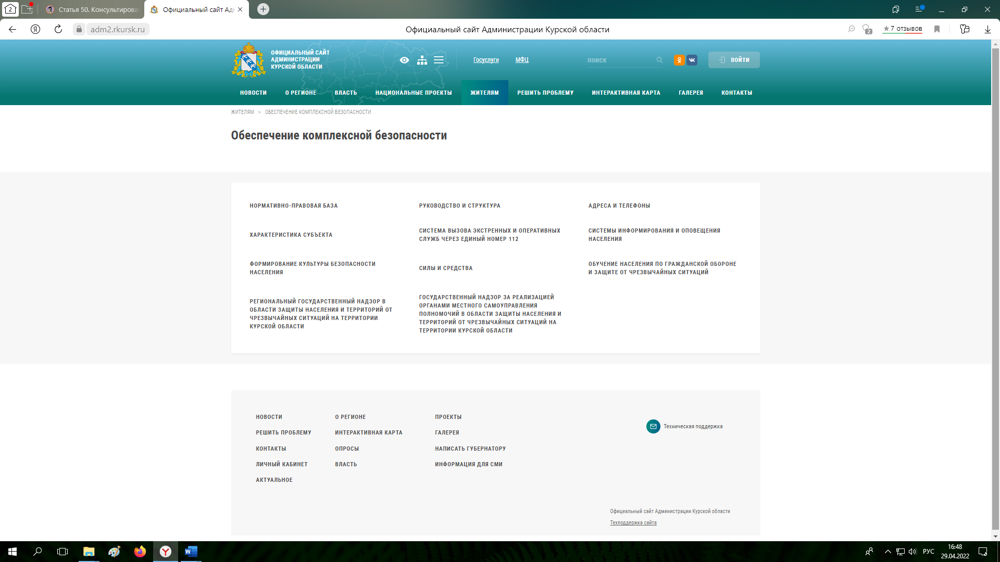 2
Статья 50. Консультирова
Официальный сайт Ад
adm2.rkursk.ru
Официальный сайт Администрации Курской области
2
7 отзывов
ОФИЦИАЛЬНЫЙ САЙТ
АДМИНИСТРАЦИИ
КУРСКОЙ ОБЛАСТИ
Госуслуги
МФЦ
ПОИСК
ВОЙТИ
НОВОСТИ
О РЕГИОНЕ
ВЛАСТЬ
НАЦИОНАЛЬНЫЕ ПРОЕКТЫ
ЖИТЕЛЯМ
РЕШИТЬ ПРОБЛЕМУ
ИНТЕРАКТИВНАЯ КАРТА
ГАЛЕРЕЯ
КОНТАКТЫ
ЖИТЕЛЯМ > ОБЕСПЕЧЕНИЕ КОМПЛЕКСНОЙ БЕЗОПАСНОСТИ
Обеспечение комплексной безопасности
НОРМАТИВНО-ПРАВОВАЯ БАЗА
РУКОВОДСТВО И СТРУКТУРА
АДРЕСА И ТЕЛЕФОНЫ
ХАРАКТЕРИСТИКА СУБЪЕКТА
СИСТЕМА ВЫЗОВА ЭКСТРЕННЫХ И ОПЕРАТИВНЫХ
СЛУЖБ ЧЕРЕЗ ЕДИНЫЙ НОМЕР 112
СИСТЕМЫ ИНФОРМИРОВАНИЯ И ОПОВЕЩЕНИЯ
НАСЕЛЕНИЯ
ФОРМИРОВАНИЕ КУЛЬТУРЫ БЕЗОПАСНОСТИ
НАСЕЛЕНИЯ
СИЛЫ И СРЕДСТВА
ОБУЧЕНИЕ НАСЕЛЕНИЯ ПО ГРАЖДАНСКОЙ ОБОРОНЕ
И ЗАЩИТЕ ОТ ЧРЕЗВЫЧАЙНЫХ СИТУАЦИЙ
РЕГИОНАЛЬНЫЙ ГОСУДАРСТВЕННЫЙ НАДЗОР В
ОБЛАСТИ ЗАЩИТЫ НАСЕЛЕНИЯ И ТЕРРИТОРИЙ ОТ
ЧРЕЗВЫЧАЙНЫХ СИТУАЦИЙ НА ТЕРРИТОРИИ
КУРСКОЙ ОБЛАСТИ
ГОСУДАРСТВЕННЫЙ НАДЗОР ЗА РЕАЛИЗАЦИЕЙ
ОРГАНАМИ МЕСТНОГО САМОУПРАВЛЕНИЯ
ПОЛНОМОЧИЙ В ОБЛАСТИ ЗАЩИТЫ НАСЕЛЕНИЯ И
ТЕРРИТОРИЙ ОТ ЧРЕЗВЫЧАЙНЫХ СИТУАЦИЙ НА
ТЕРРИТОРИИ КУРСКОЙ ОБЛАСТИ
НОВОСТИ
О РЕГИОНЕ
ПРОЕКТЫ
РЕШИТЬ ПРОБЛЕМУ
ИНТЕРАКТИВНАЯ КАРТА
ГАЛЕРЕЯ
КОНТАКТЫ
ОПРОСЫ
НАПИСАТЬ ГУБЕРНАТОРУ
ЛИЧНЫЙ КАБИНЕТ
ВЛАСТЬ
ИНФОРМАЦИЯ ДЛЯ СМИ
АКТУАЛЬНОЕ
Техническая поддержка
Официальный сайт Администрации Курской области
Техподдержка сайта
РУС
16:48
29.04.2022